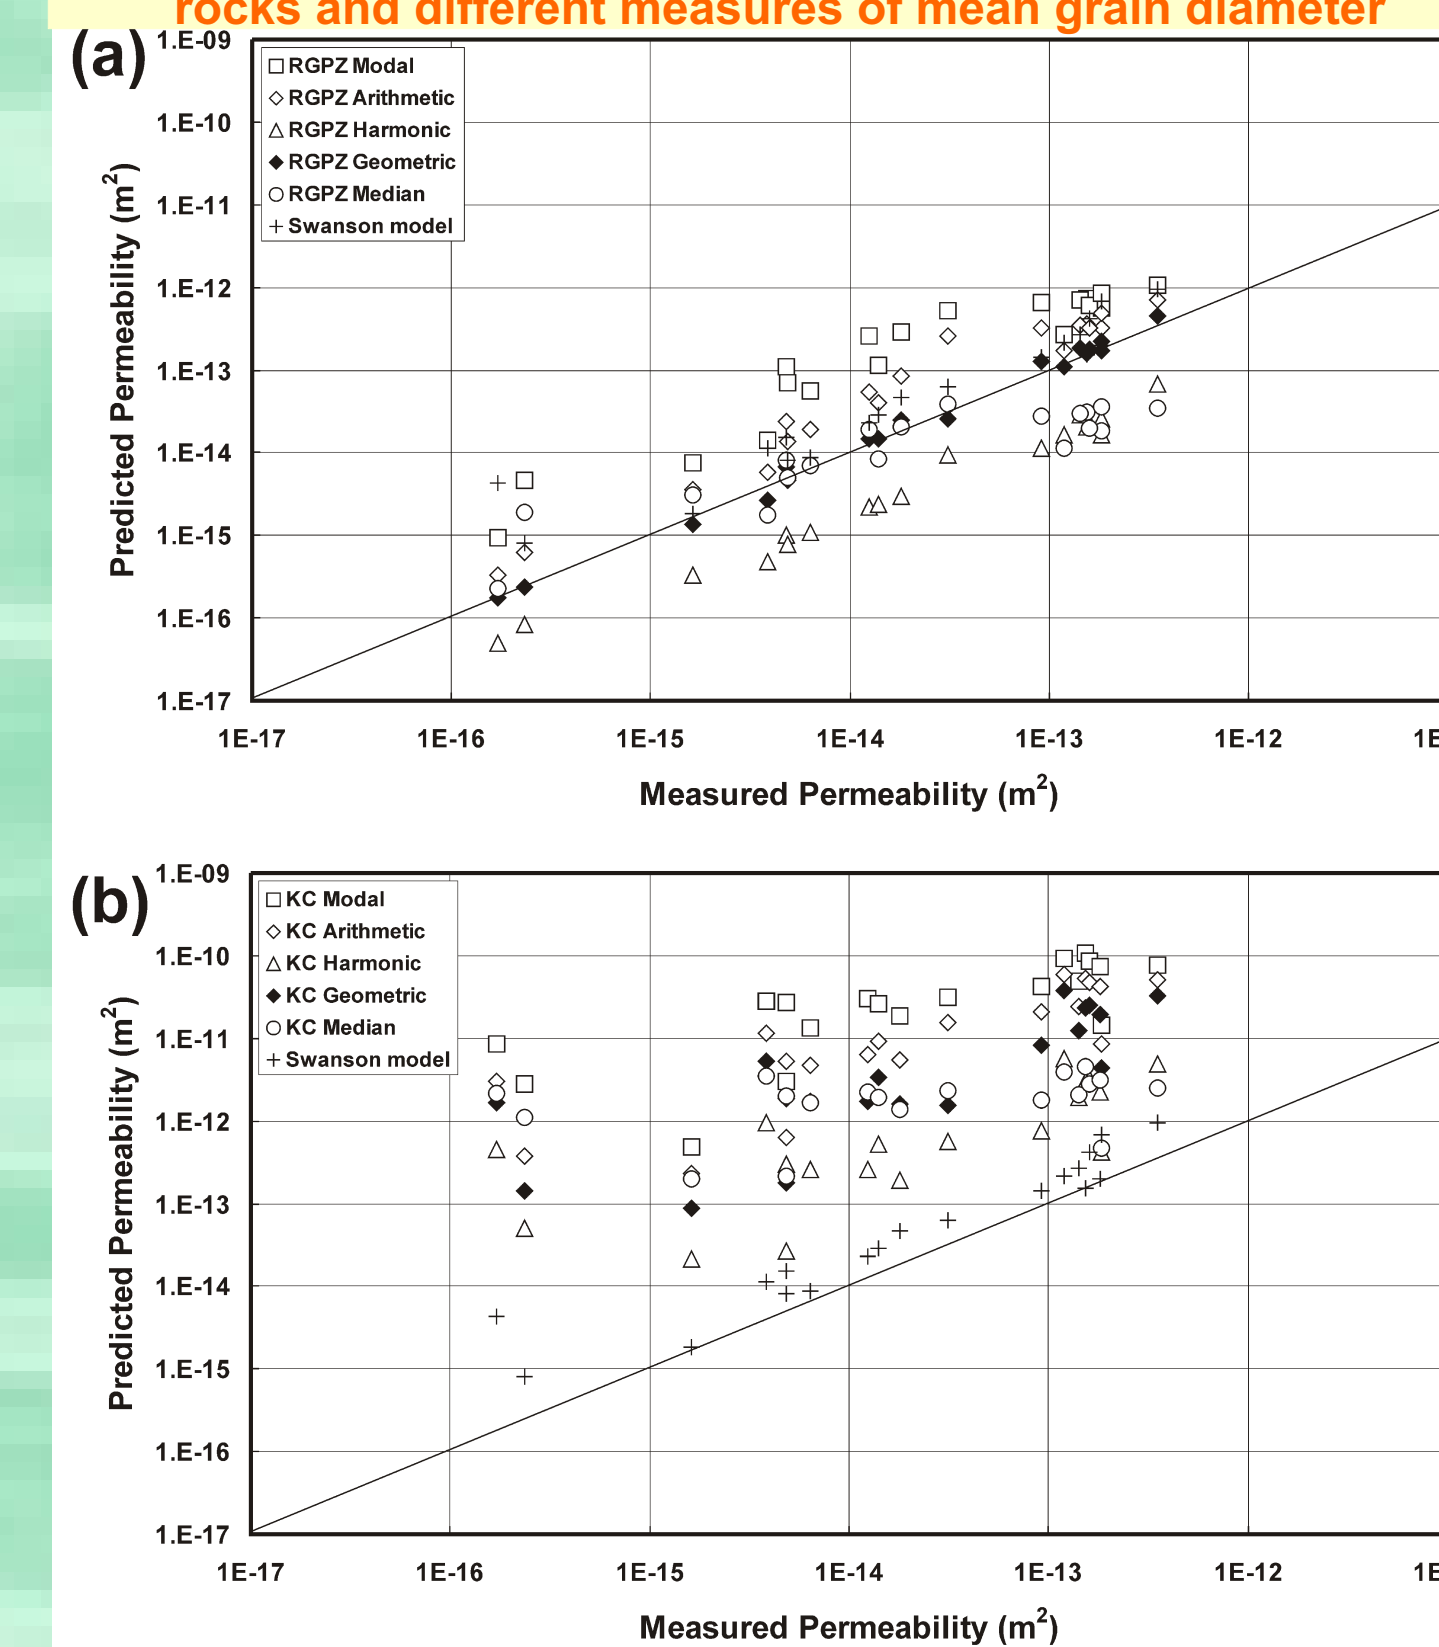 rocks and different measures of mean grain diameter
(a)
1.E-09
1.E-10
1.E-11
1.E-12
1.E-13
1.E-14
1.E-15
1.E-16
1.E-17
Predicted Permeability (m²)
RGPZ Modal
RGPZ Arithmetic
RGPZ Harmonic
RGPZ Geometric
RGPZ Median
Swanson model
1E-17 1E-16 1E-15 1E-14 1E-13 1E-12 1E
Measured Permeability (m²)
(b)
1.E-09
1.E-10
1.E-11
1.E-12
1.E-13
1.E-14
1.E-15
1.E-16
1.E-17
Predicted Permeability (m²)
KC Modal
KC Arithmetic
KC Harmonic
KC Geometric
KC Median
Swanson model
1E-17 1E-16 1E-15 1E-14 1E-13 1E-12 1E
Measured Permeability (m²)